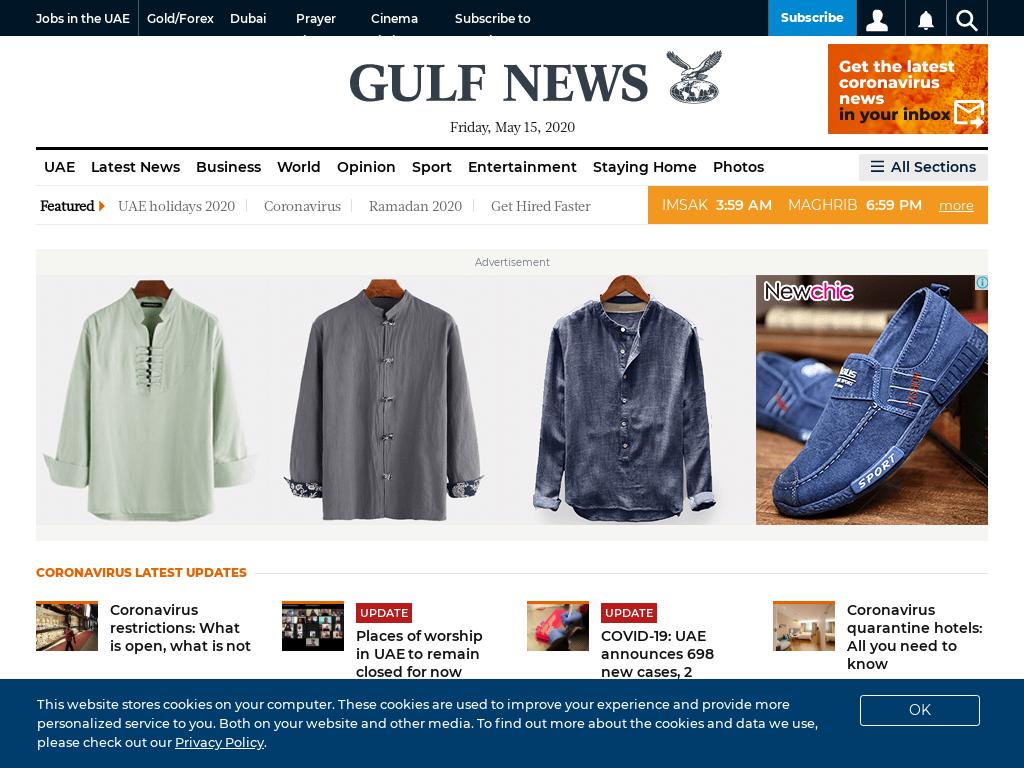 Jobs in the UAE
Gold/Forex
Dubai
Prayer
Cinema
Subscribe to
Subscribe
GULF NEWS
Friday, May 15, 2020
Get the latest
coronavirus
news
in your inbox
UAE
Latest News
Business
World
Opinion
Sport
Entertainment
Staying Home
Photos
All Sections
Featured
UAE holidays 2020
Coronavirus
Ramadan 2020
Get Hired Faster
IMSAK 3:59 AM
MAGHRIB 6:59 PM
more
Advertisement
Newchic
SPORT
CORONAVIRUS LATEST UPDATES
Coronavirus
restrictions: What
is open, what is not
UPDATE
Places of worship
in UAE to remain
closed for now
UPDATE
COVID-19: UAE
announces 698
new cases, 2
Coronavirus
quarantine hotels:
All you need to
know
This website stores cookies on your computer. These cookies are used to improve your experience and provide more
personalized service to you. Both on your website and other media. To find out more about the cookies and data we use,
please check out our Privacy Policy.
OK